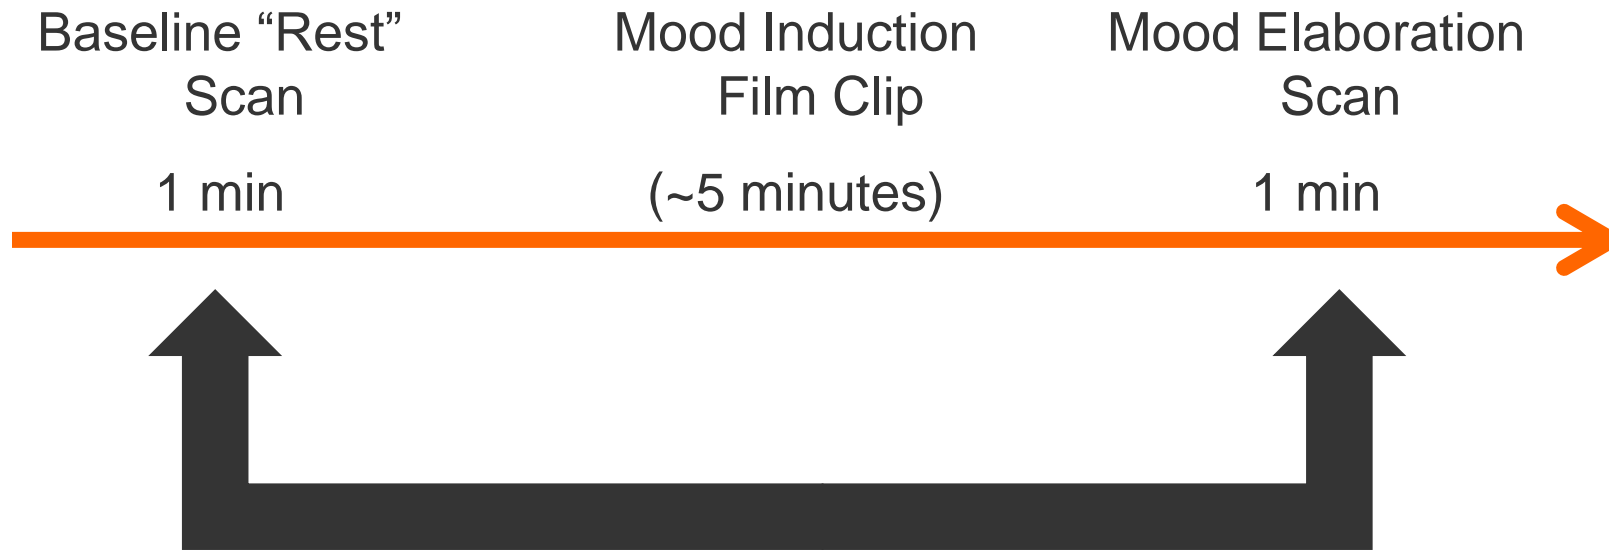 Baseline “Rest”
Scan
1 min
Mood Induction
Film Clip
(~5 minutes)
Mood Elaboration
Scan
1 min